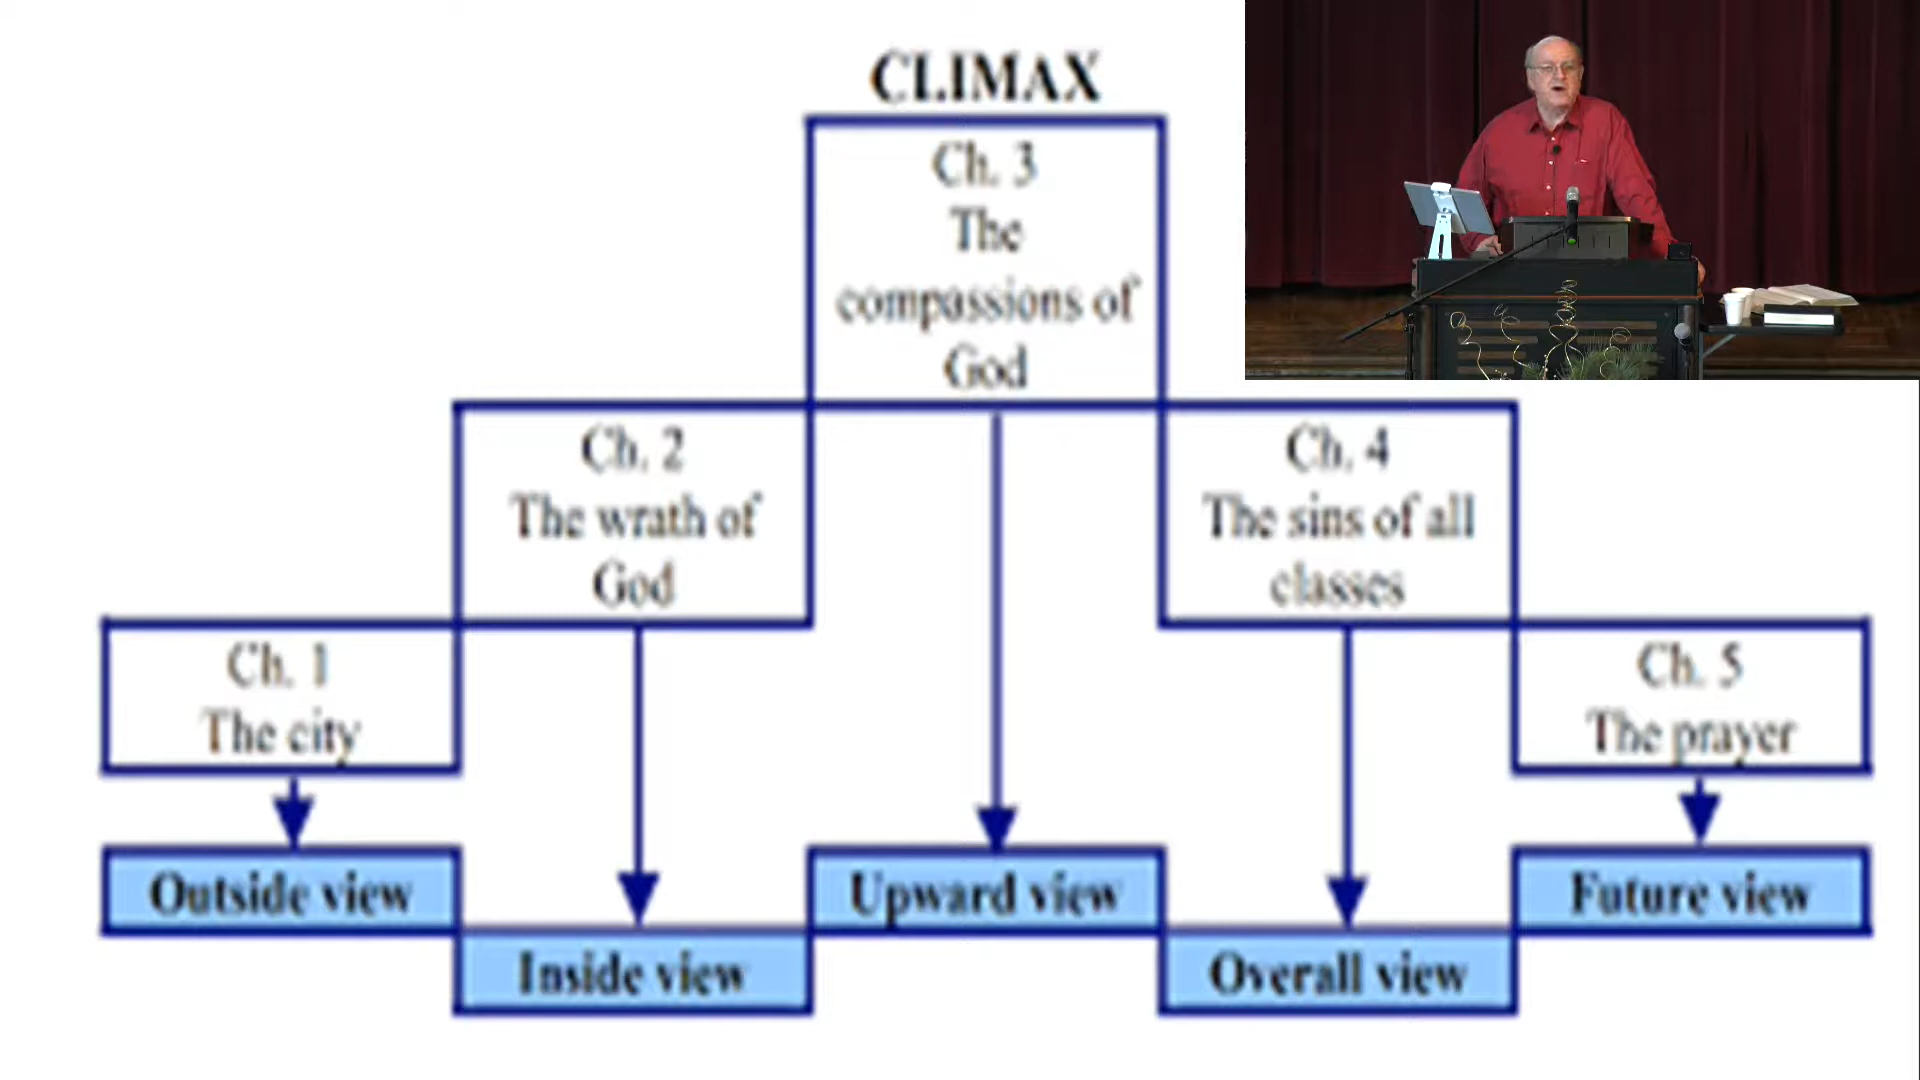 CLIMAX
Ch. 3
The
compassions of
God
Ch. 2
The wrath of
God
Ch. 4
The sins of all
classes
Ch. 1
The city
Ch. 5
The prayer
Outside view
Inside view
Upward view
Overall view
Future view